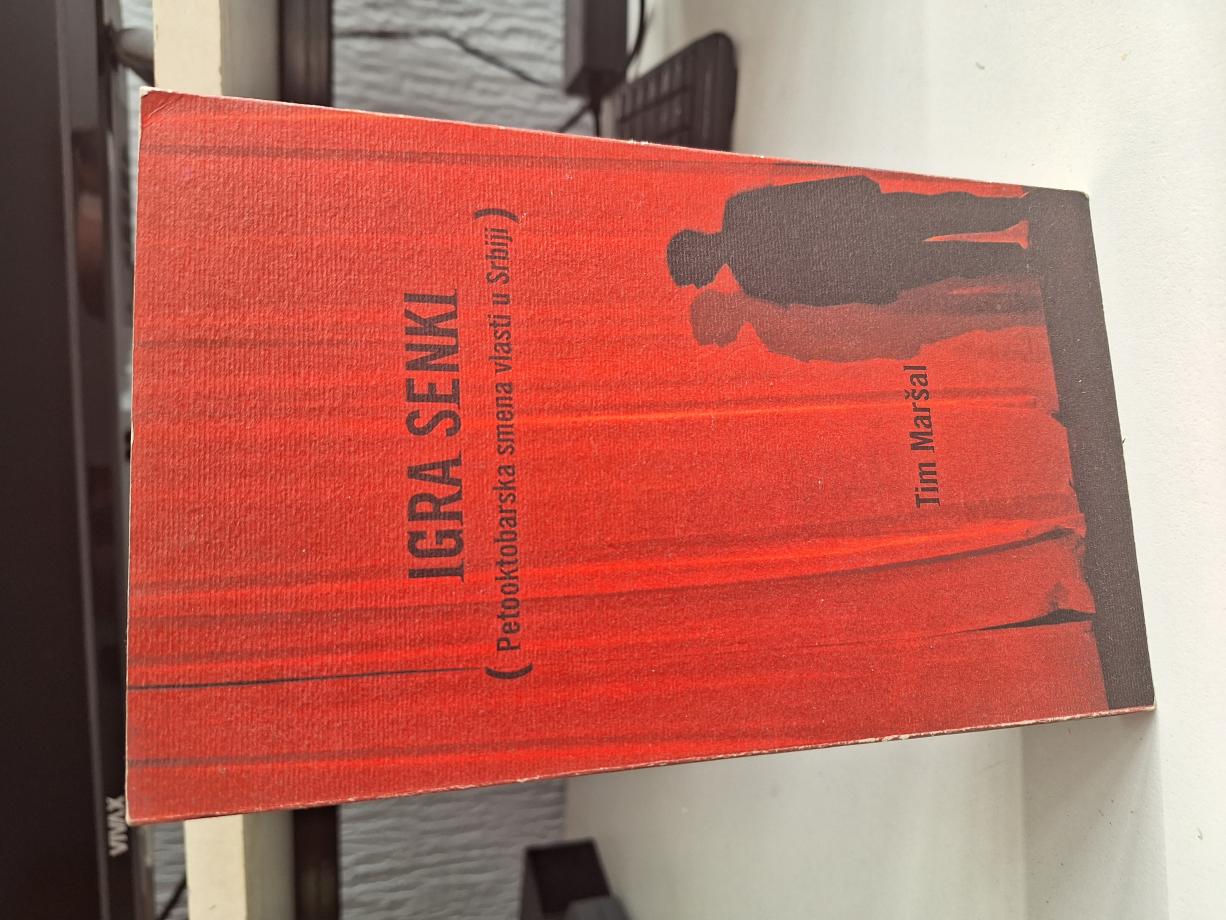 IGRA SENKI
( Petooktobarska smena vlasti u Srbiji )
Tim Maršal
VIVAX